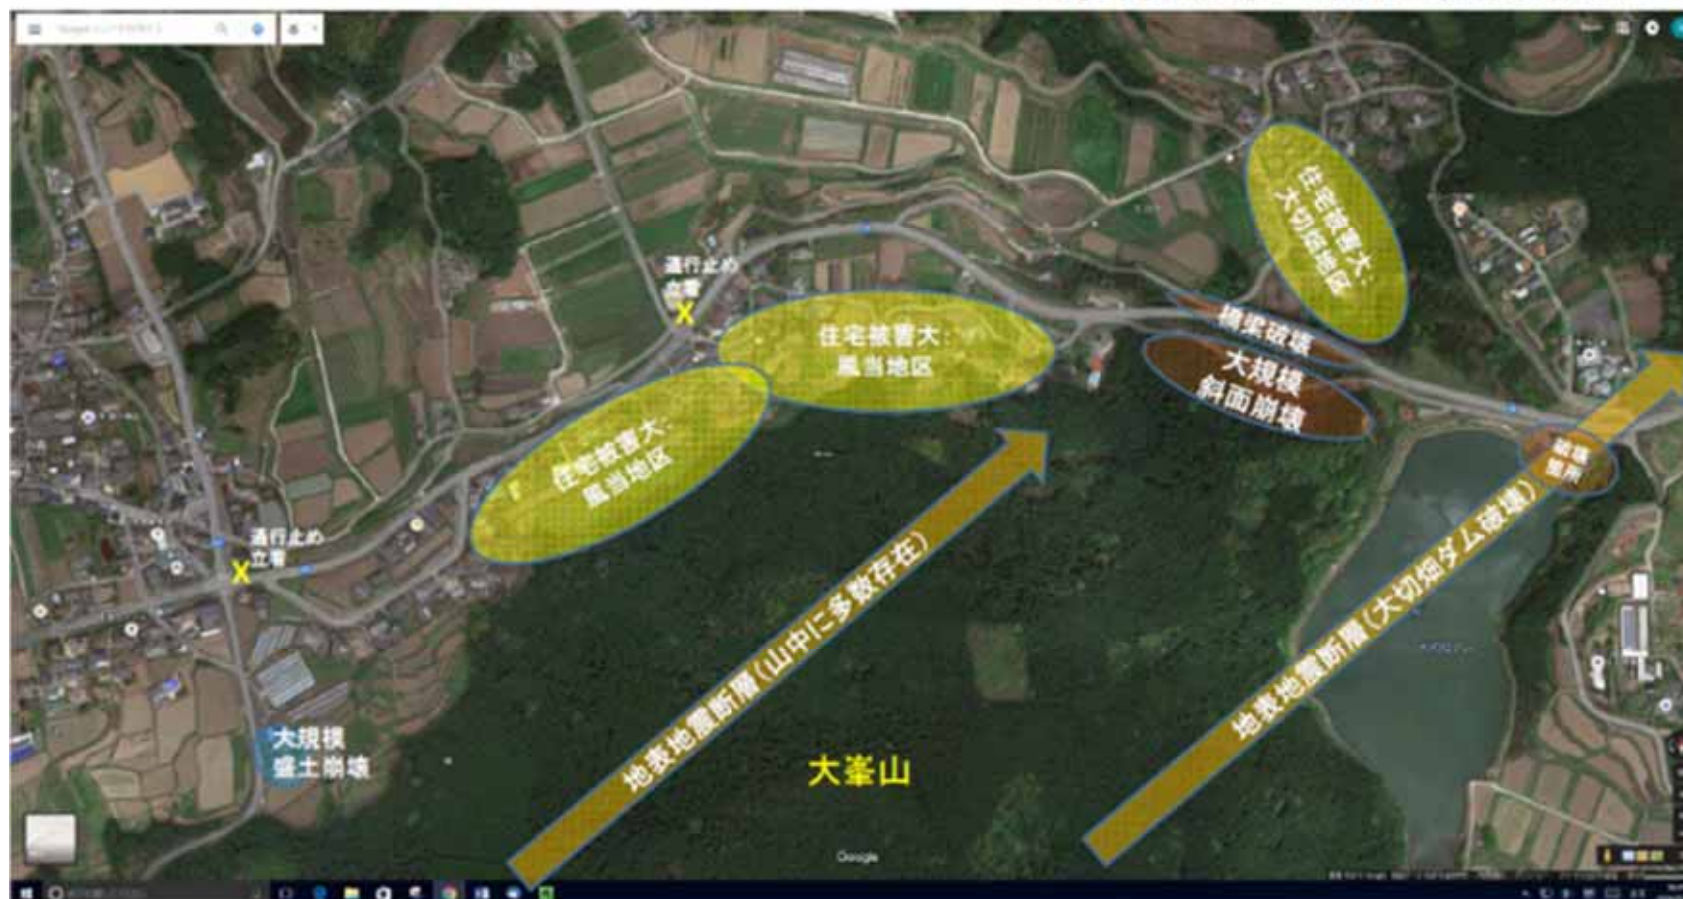 住宅被害大:
大切畑地区
通行止め
立看
X
橋梁破壊
住宅被害大:
風当地区
大規模
斜面崩壊
住宅被害大:
風当地区
破壊
箇所
通行止め
立看
X
地表地震断層(山中に多数存在)
地表地震断層(大切畑ダム破壊)
大規模
盛土崩壊
大峯山
Google